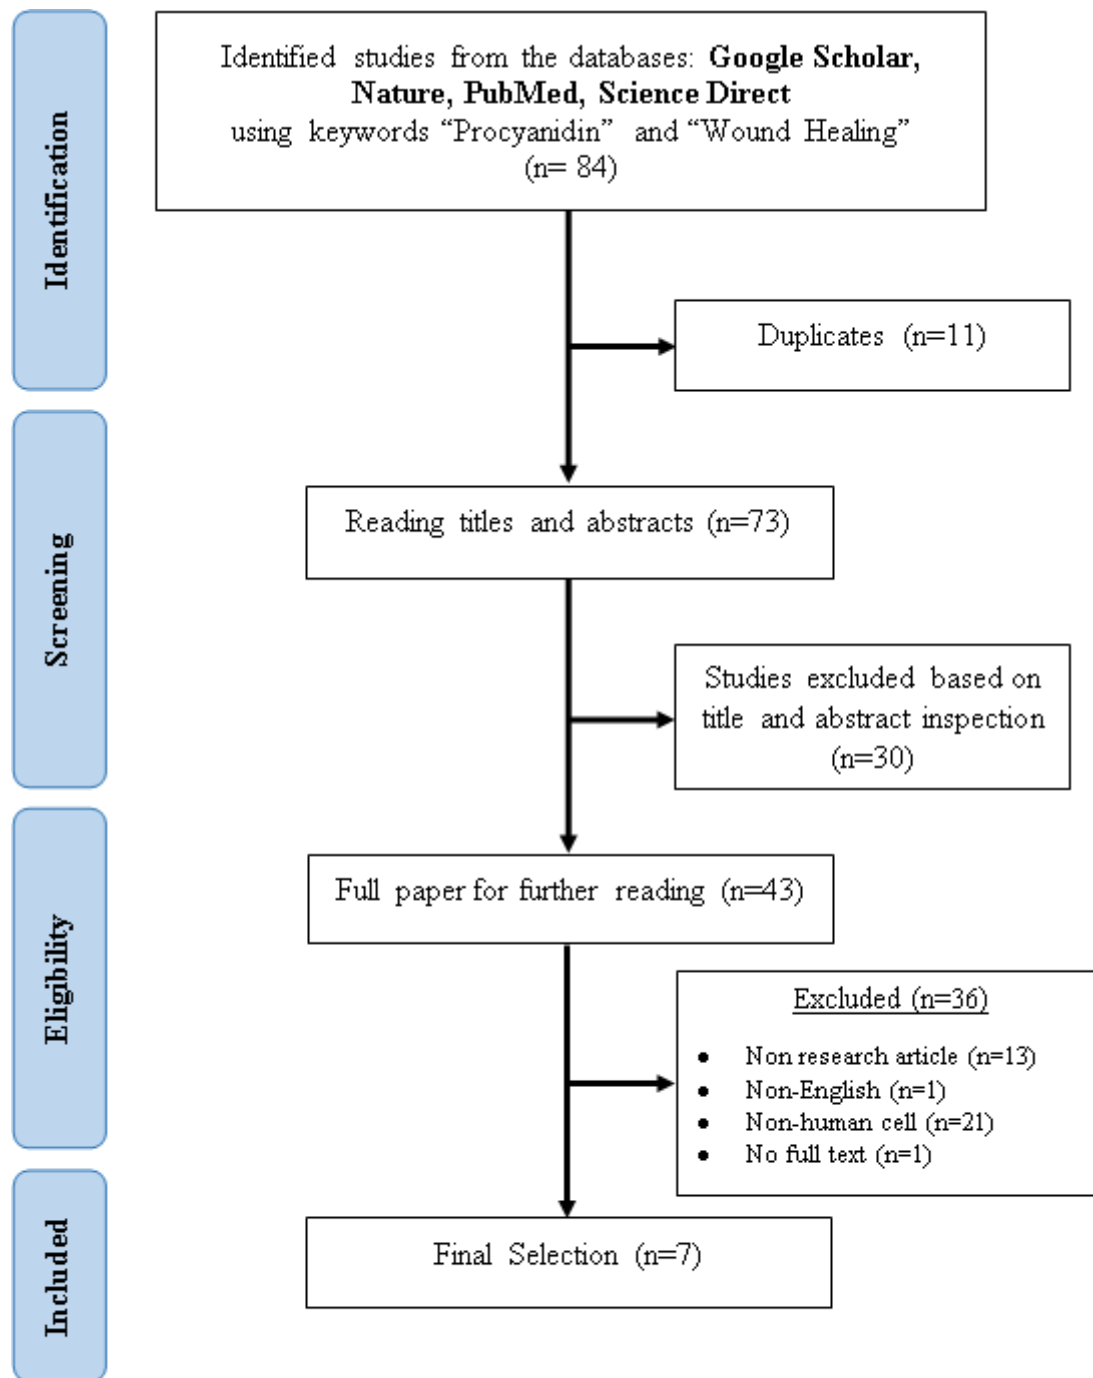 Identification
Identified studies from the databases: Google Scholar,
Nature, PubMed, Science Direct
using keywords “Procyanidin” and “Wound Healing”
(n= 84)
Duplicates (n=11)
Screening
Reading titles and abstracts (n=73)
Studies excluded based on
title and abstract inspection
(n=30)
Eligibility
Full paper for further reading (n=43)
Excluded (n=36)
• Non research article (n=13)
• Non-English (n=1)
• Non-human cell (n=21)
• No full text (n=1)
Included
Final Selection (n=7)